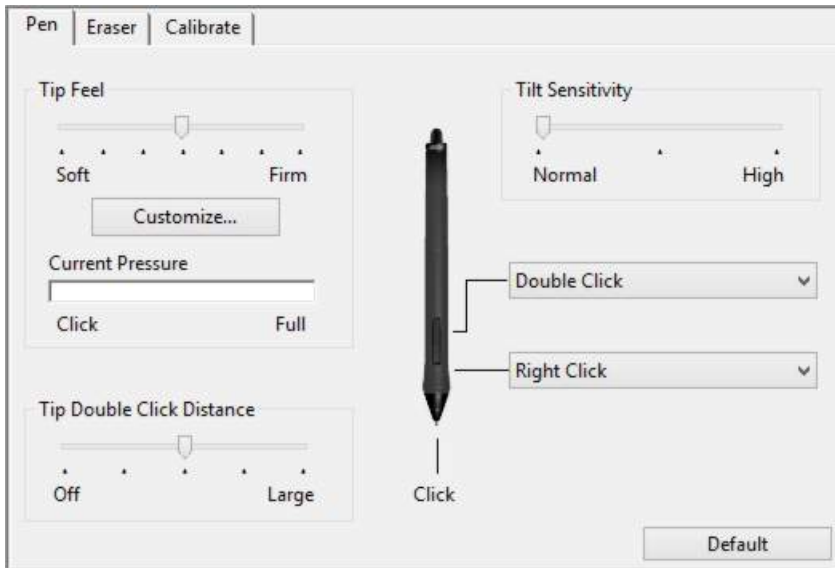 Pen Eraser Calibrate
Tip Feel
Soft Firm
Customize...
Current Pressure
Click Full
Tip Double Click Distance
Off Large
Click
Tilt Sensitivity
Normal High
Double Click
Right Click
Default